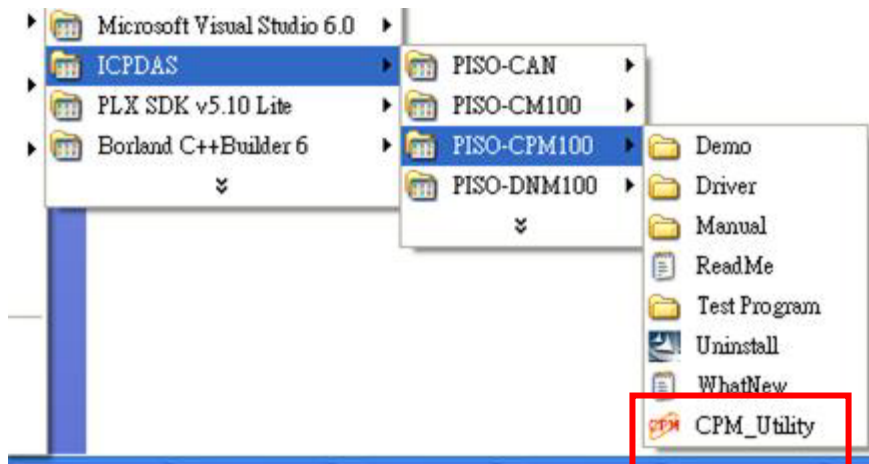 Microsoft Visual Studio 6.0
ICPDAS
PLX SDK v5.10 Lite
Borland C++Builder 6
PISO-CAN
PISO-CM100
PISO-CPM100
PISO-DNM100
Demo
Driver
Manual
ReadMe
Test Program
Uninstall
WhatNew
CPM CPM_Utility